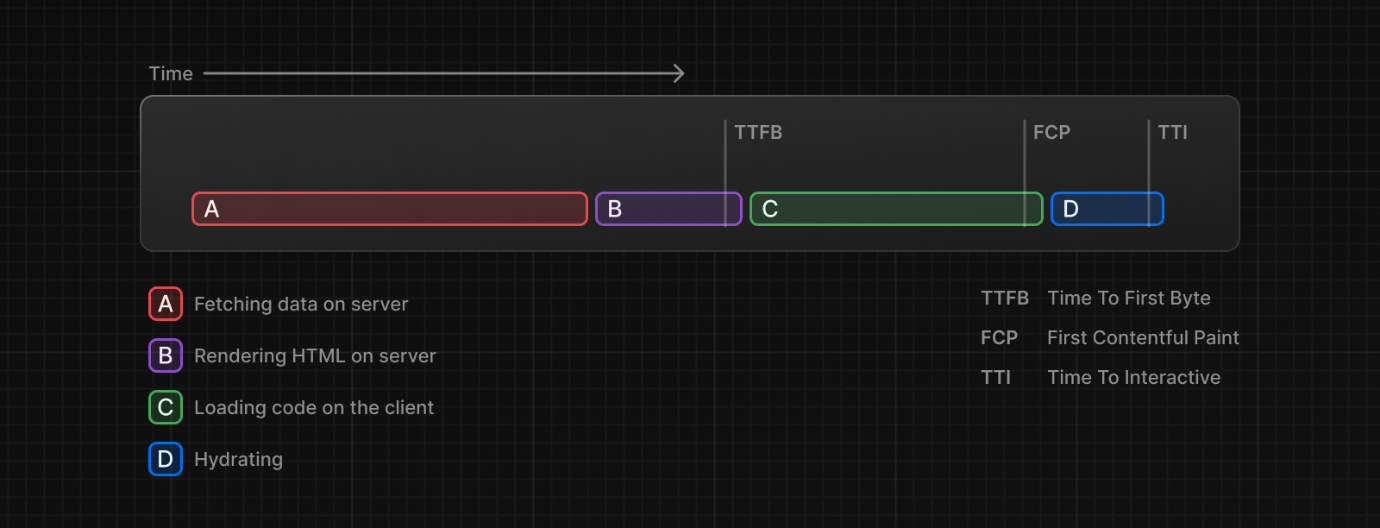 Time
TTFB
FCP
TTI
A
B
C
D
A Fetching data on server
B Rendering HTML on server
C Loading code on the client
D Hydrating
TTFB Time To First Byte
FCP First Contentful Paint
TTI Time To Interactive